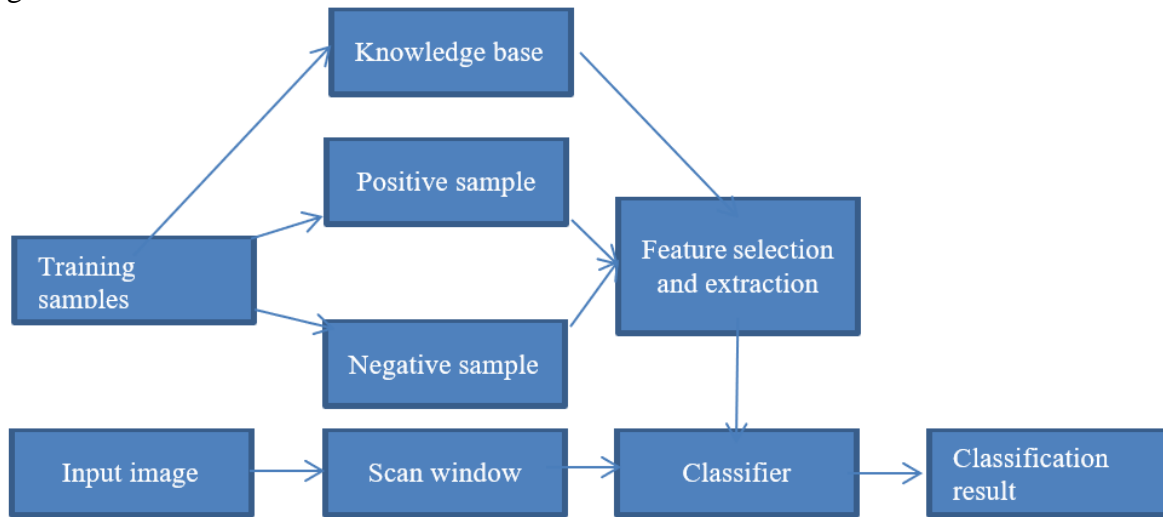 Knowledge base
Positive sample
Training
samples
Feature selection
and extraction
Negative sample
Input image
Scan window
Classifier
Classification
result